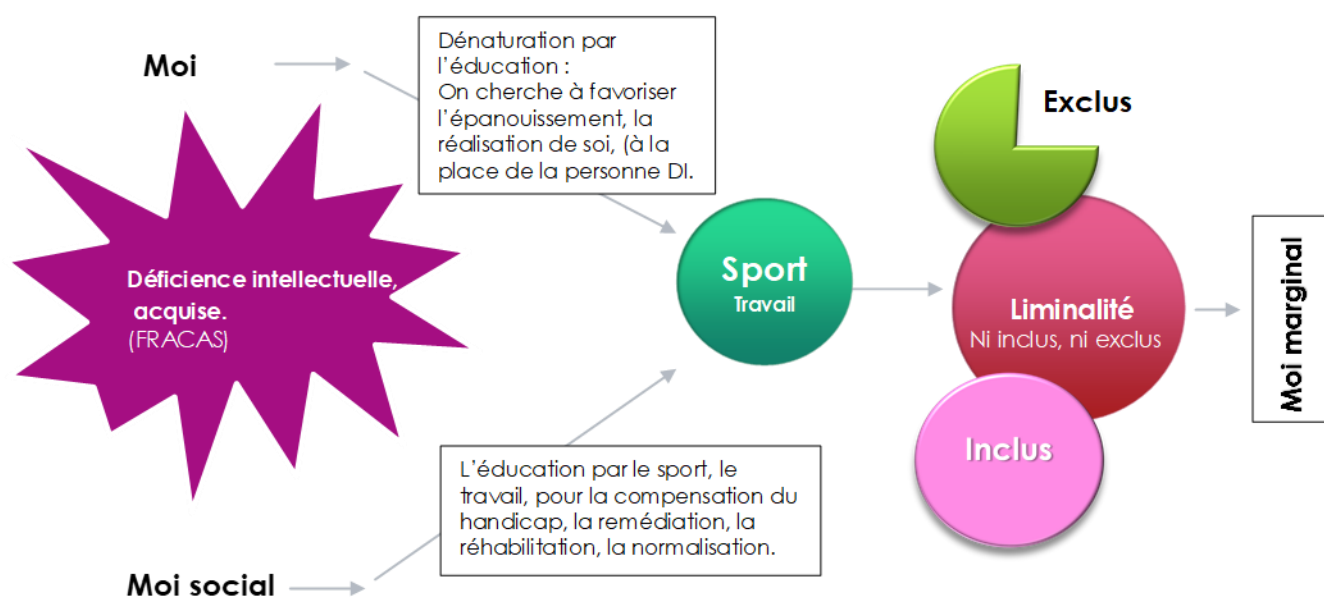 Moi
Dénaturation par
l'éducation :
On cherche à favoriser
l'épanouissement, la
réalisation de soi, (à la
place de la personne DI.
Exclus
Déficience intellectuelle,
acquise.
(FRACAS)
Sport
Travail
Liminalité
Ni inclus, ni exclus
Moi marginal
Inclus
L'éducation par le sport, le
travail, pour la compensation du
handicap, la remédiation, la
réhabilitation, la normalisation.
Moi social